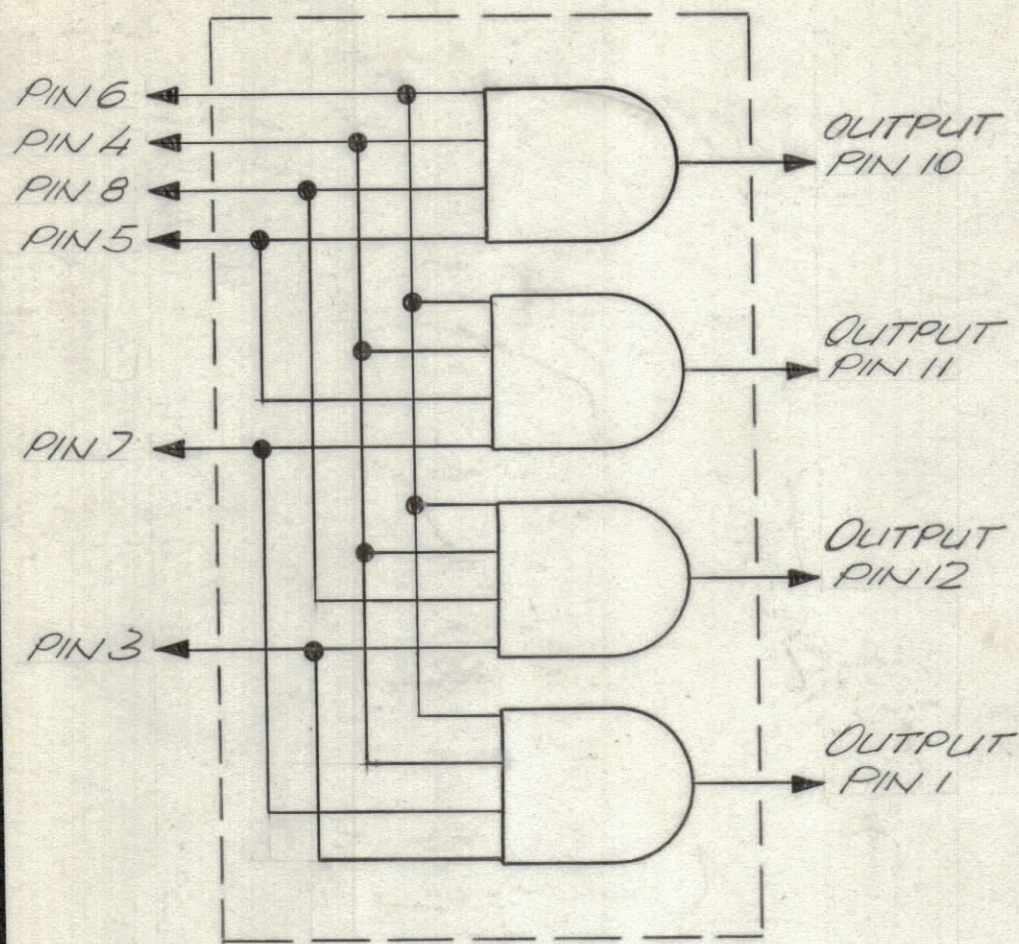 PIN 6
PIN 4
PIN 8
PIN 5
OUTPUT
PIN 10
OUTPUT
PIN 11
PIN 7
OUTPUT
PIN 12
PIN 3
OUTPUT
PIN 1